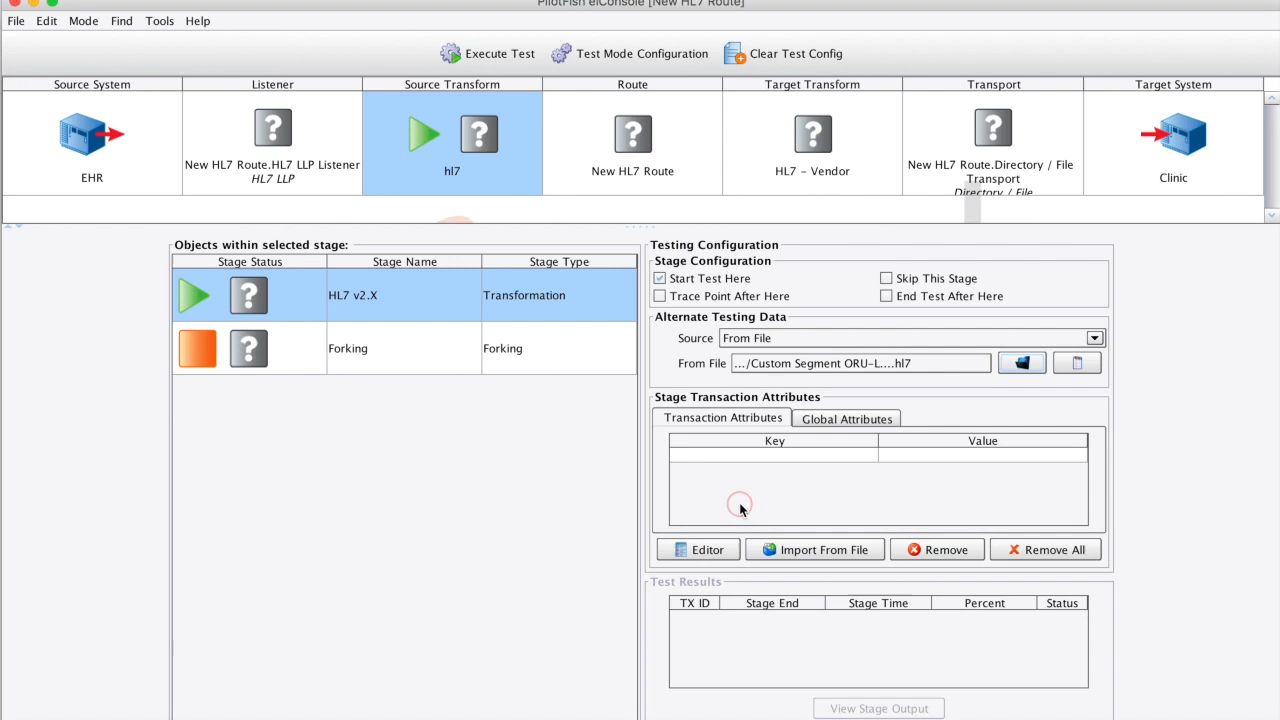 PilotFish eiConsole [New HL7 Route]
File Edit Mode Find Tools Help
Execute Test Test Mode Configuration Clear Test Config
Source System Listener Source Transform Route Target Transform Transport Target System
EHR
New HL7 Route.HL7 LLP Listener
HL7 LLP
hl7
New HL7 Route
HL7 - Vendor
New HL7 Route.Directory / File
Transport
Directory / File
Clinic
Objects within selected stage:
Stage Status Stage Name Stage Type
HL7 v2.X Transformation
Forking Forking
Testing Configuration
Stage Configuration
Start Test Here Skip This Stage
Trace Point After Here End Test After Here
Alternate Testing Data
Source From File
From File .../Custom Segment ORU-L....hl7
Stage Transaction Attributes
Transaction Attributes Global Attributes
Key Value
Editor Import From File Remove Remove All
Test Results
TX ID Stage End Stage Time Percent Status
View Stage Output